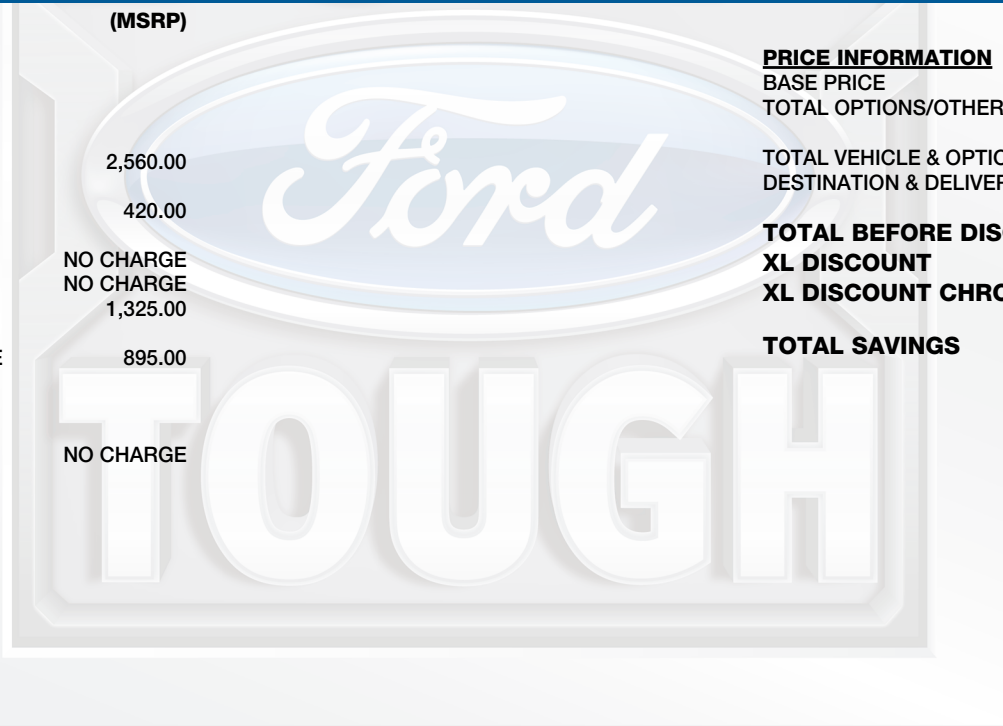 (MSRP)
2,560.00
420.00
NO CHARGE
NO CHARGE
1,325.00
E 895.00
NO CHARGE
PRICE INFORMATION
BASE PRICE
TOTAL OPTIONS/OTHER
TOTAL VEHICLE & OPTIO
DESTINATION & DELIVER
TOTAL BEFORE DIS
XL DISCOUNT
XL DISCOUNT CHRO
TOTAL SAVINGS
Ford
TOUGH